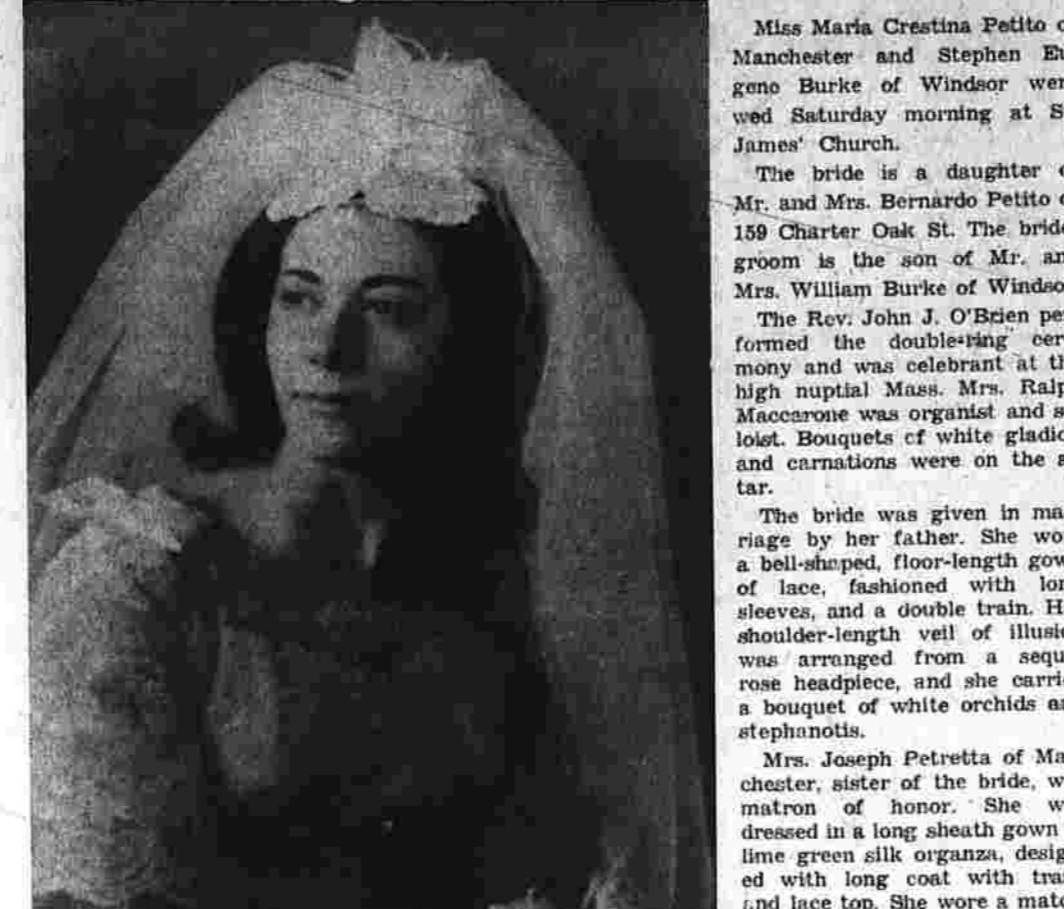 Miss Maria Crestina Petito
Manchester and Stephen Eu
gene Burke of Windsor wer
wed Saturday morning at S
James' Church.
The bride is a daughter
Mr. and Mrs. Bernardo Petito
159 Charter Oak St. The bride
groom is the son of Mr. an
Mrs. William Burke of Windso
The Rev. John J. O'Brien per
formed the double-ring cer
mony and was celebrant at th
high nuptial Mass. Mrs. Ralp
Maccarone was organist and s
loist. Bouquets of white gladio
and carnations were on the a
tar.
The bride was given in ma
riage by her father. She wo
a bell-shaped, floor-length gow
of lace, fashioned with lon
sleeves, and a double train. H
shoulder-length veil of illusio
was arranged from a sequ
rose headpiece, and she carri
a bouquet of white orchids a
stephanotis.
Mrs. Joseph Petretta of Ma
chester, sister of the bride, w
matron of honor. She w
dressed in a long sheath gown
lime green silk organza, desig
ed with long coat with tra
and lace top. She wore a matc